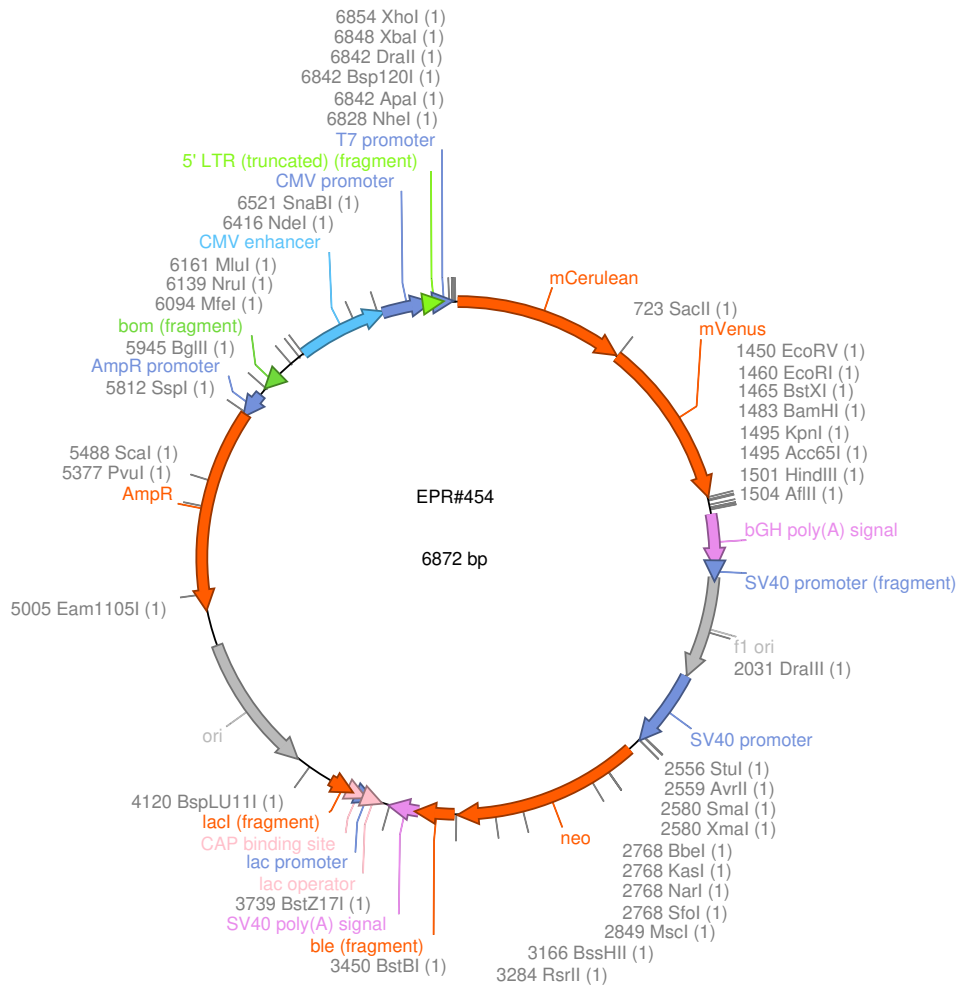 6854 XhoI (1)
6848 XbaI (1)
6842 DraII (1)
6842 Bsp120I (1)
6842 ApaI (1)
6828 NheI (1)
T7 promoter
5' LTR (truncated) (fragment)
CMV promoter
6521 SnaBI (1)
6416 NdeI (1)
CMV enhancer
6161 MluI (1)
6139 NruI (1)
6094 MfeI (1)
bom (fragment)
5945 BglII (1)
AmpR promoter
5812 SspI (1)
5488 ScaI (1)
5377 PvuI (1)
AmpR
5005 Eam1105I (1)
ori
4120 BspLU11I (1)
lacI (fragment)
CAP binding site
lac promoter
lac operator
3739 BstZ17I (1)
SV40 poly(A) signal
ble (fragment)
3450 BstBI (1)
mCerulean
723 SacII (1)
mVenus
1450 EcoRV (1)
1460 EcoRI (1)
1465 BstXI (1)
1483 BamHI (1)
1495 KpnI (1)
1495 Acc65I (1)
1501 HindIII (1)
1504 AflII (1)
bGH poly(A) signal
SV40 promoter (fragment)
f1 ori
2031 DraIII (1)
SV40 promoter
2556 StuI (1)
2559 AvrII (1)
2580 SmaI (1)
2580 XmaI (1)
neo
2768 BbeI (1)
2768 KasI (1)
2768 NarI (1)
2768 SfoI (1)
2849 MscI (1)
3166 BssHII (1)
3284 RsrII (1)
EPR#454
6872 bp